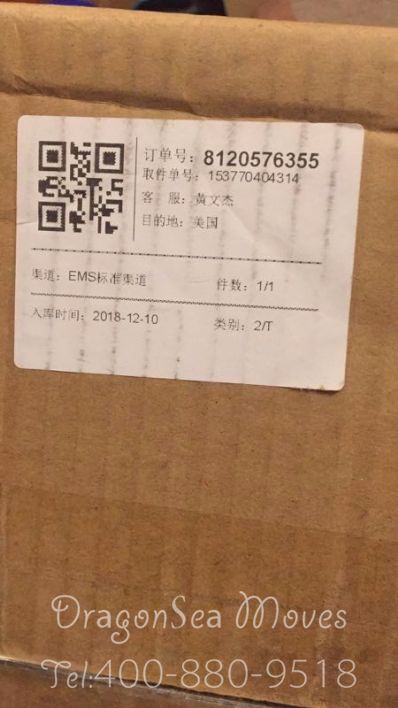 订单号：8120576355
取件单号：153770404314
客 服：黄文杰
目的地：美国
渠道：EMS标准渠道 件数：1/1
入库时间：2018-12-10 类别：2/T
DragonSea Moves
Tel:400-880-9518